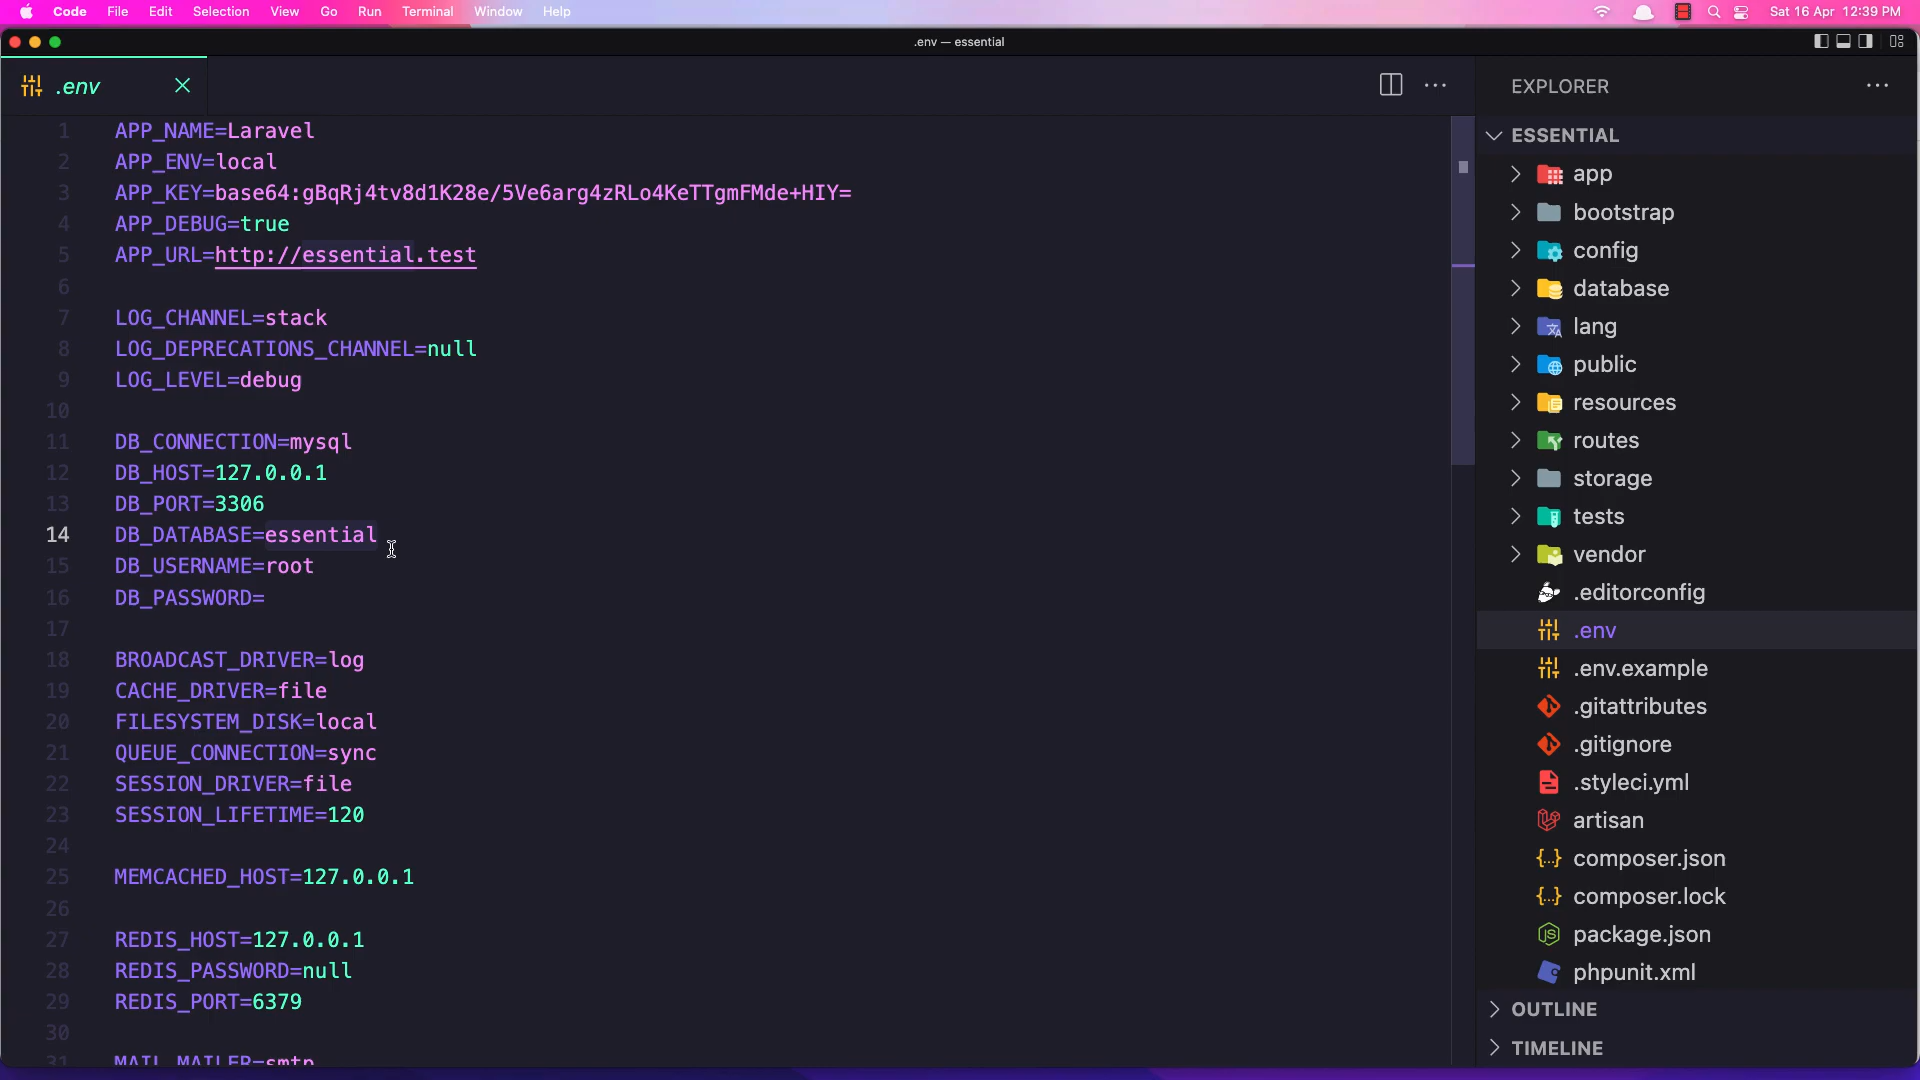 Code File Edit Selection View Go Run Terminal Window Help Sat 16 Apr 12:39 PM
.env — essential
.env
1 APP_NAME=Laravel
2 APP_ENV=local
3 APP_KEY=base64:gBqRj4tv8d1K28e/5Ve6arg4zRLo4KeTTgmFMde+HIY=
4 APP_DEBUG=true
5 APP_URL=http://essential.test
6
7 LOG_CHANNEL=stack
8 LOG_DEPRECATIONS_CHANNEL=null
9 LOG_LEVEL=debug
10
11 DB_CONNECTION=mysql
12 DB_HOST=127.0.0.1
13 DB_PORT=3306
14 DB_DATABASE=essential
15 DB_USERNAME=root
16 DB_PASSWORD=
17
18 BROADCAST_DRIVER=log
19 CACHE_DRIVER=file
20 FILESYSTEM_DISK=local
21 QUEUE_CONNECTION=sync
22 SESSION_DRIVER=file
23 SESSION_LIFETIME=120
24
25 MEMCACHED_HOST=127.0.0.1
26
27 REDIS_HOST=127.0.0.1
28 REDIS_PASSWORD=null
29 REDIS_PORT=6379
30
31 MAIL_MAILER=smtp
EXPLORER
ESSENTIAL
app
bootstrap
config
database
lang
public
resources
routes
storage
tests
vendor
.editorconfig
.env
.env.example
.gitattributes
.gitignore
.styleci.yml
artisan
composer.json
composer.lock
package.json
phpunit.xml
OUTLINE
TIMELINE